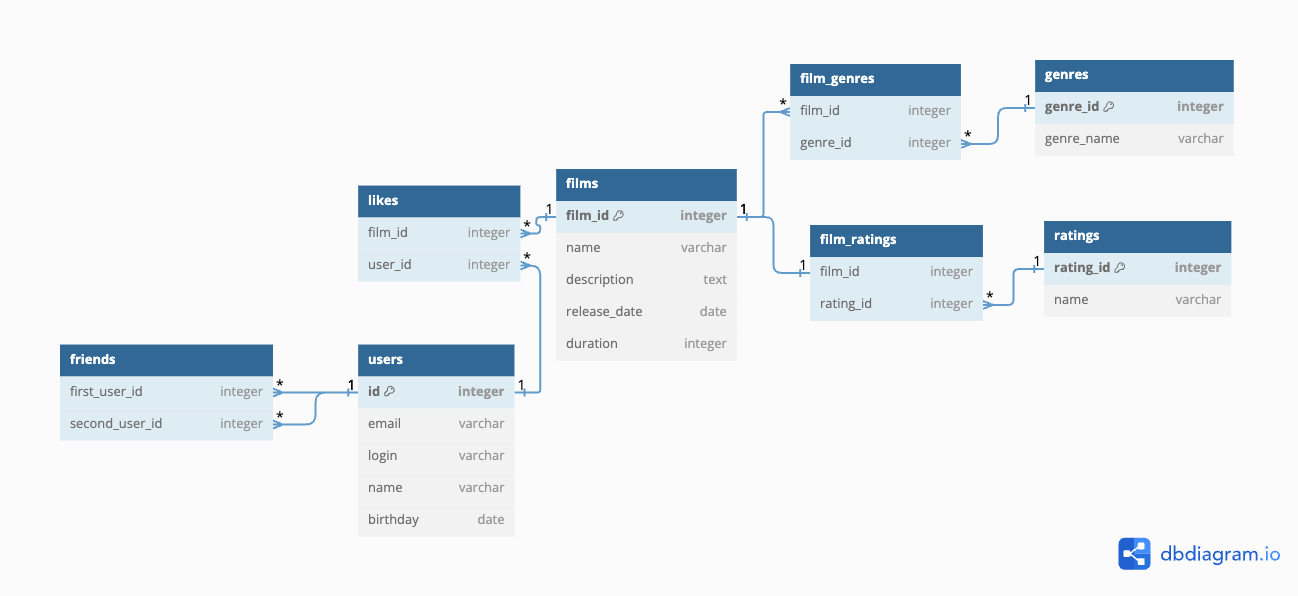 film_genres
* film_id integer
genre_id integer *
genres
1 genre_id integer
genre_name varchar
films
1 film_id integer 1
name varchar
description text
release_date date
duration integer
likes
film_id integer *
user_id integer *
film_ratings
1 film_id integer
rating_id integer *
ratings
1 rating_id integer
name varchar
friends
first_user_id integer *
second_user_id integer *
users
1 id integer 1
email varchar
login varchar
name varchar
birthday date
dbdiagram.io